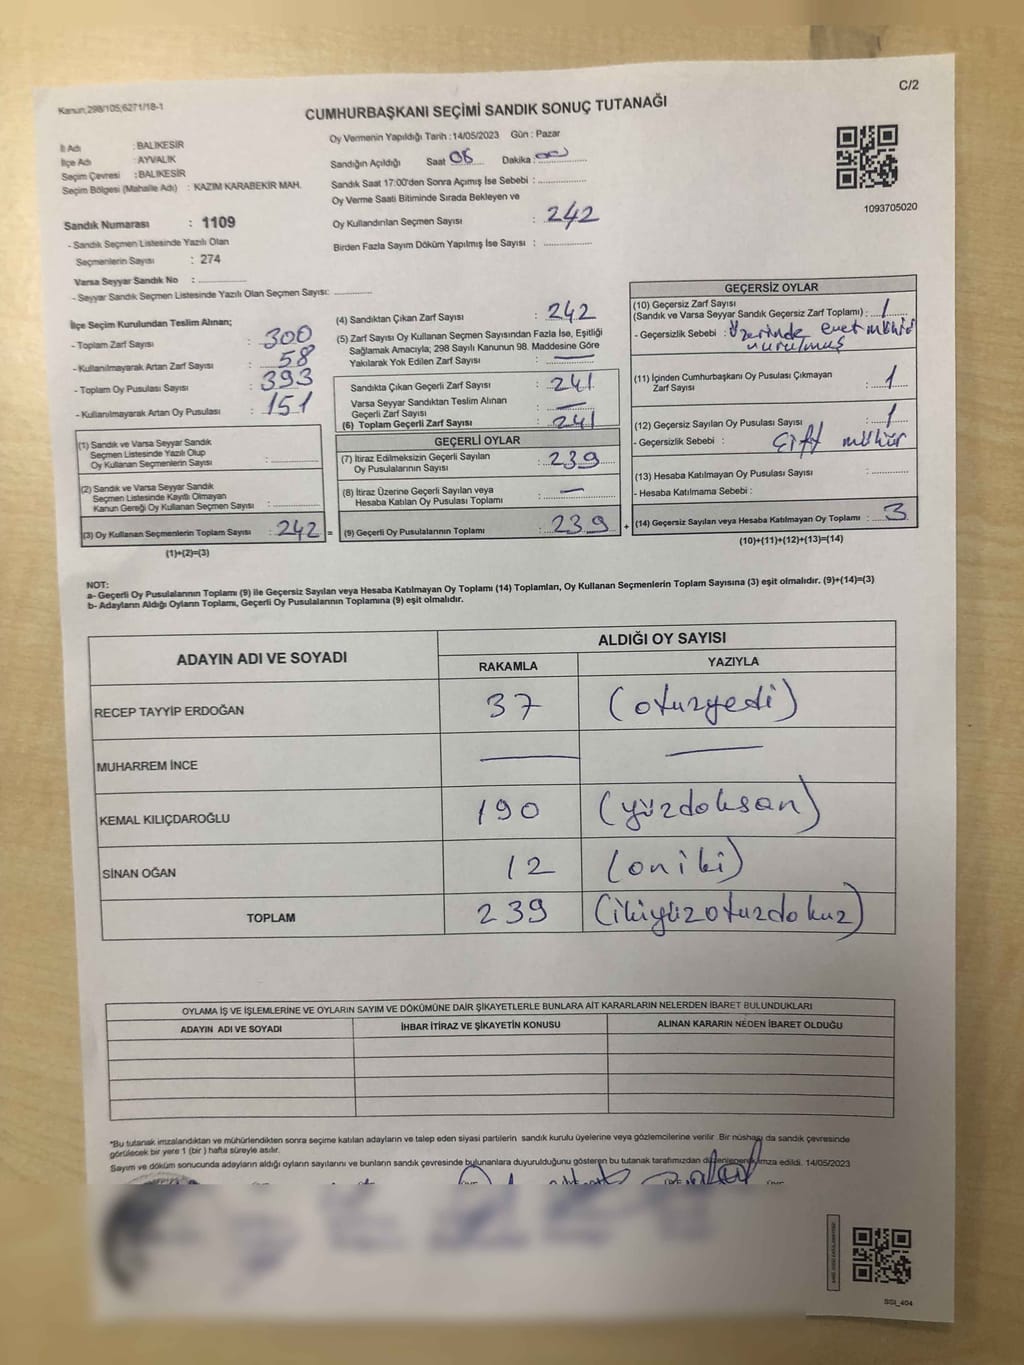 Kanun;298/105;6271/18-1
C/2
CUMHURBAŞKANI SEÇİMİ SANDIK SONUÇ TUTANAĞI
İl Adı : BALIKESİR
İlçe Adı : AYVALIK
Seçim Çevresi : BALIKESİR
Seçim Bölgesi (Mahalle Adı) : KAZIM KARABEKİR MAH.
Sandık Numarası : 1109
- Sandık Seçmen Listesinde Yazılı Olan
Seçmenlerin Sayısı : 274
Varsa Seyyar Sandık No : ............
- Seyyar Sandık Seçmen Listesinde Yazılı Olan Seçmen Sayısı: ............
Oy Vermenin Yapıldığı Tarih : 14/05/2023 Gün : Pazar
Sandığın Açıldığı Saat 08 Dakika : 00
Sandık Saat 17:00'den Sonra Açımış İse Sebebi : ............
Oy Verme Saati Bitiminde Sırada Bekleyen ve
Oy Kullandırılan Seçmen Sayısı : 242
Birden Fazla Sayım Döküm Yapılmış İse Sayısı : ............
1093705020
İlçe Seçim Kurulundan Teslim Alınan;
- Toplam Zarf Sayısı : 300
- Kullanılmayarak Artan Zarf Sayısı : 58
- Toplam Oy Pusulası Sayısı : 393
- Kullanılmayarak Artan Oy Pusulası : 151
(1) Sandık ve Varsa Seyyar Sandık
Seçmen Listesinde Yazılı Olup
Oy Kullanan Seçmenlerin Sayısı : ............
(2) Sandık ve Varsa Seyyar Sandık
Seçmen Listesinde Kayıtlı Olmayan
Kanun Gereği Oy Kullanan Seçmen Sayısı : ............
(3) Oy Kullanan Seçmenlerin Toplam Sayısı : 242 =
(1)+(2)=(3)
(4) Sandıktan Çıkan Zarf Sayısı : 242
(5) Zarf Sayısı Oy Kullanan Seçmen Sayısından Fazla İse, Eşitliği
Sağlamak Amacıyla; 298 Sayılı Kanunun 98. Maddesine Göre
Yakılarak Yok Edilen Zarf Sayısı : —
Sandıkta Çıkan Geçerli Zarf Sayısı : 241
Varsa Seyyar Sandıktan Teslim Alınan
Geçerli Zarf Sayısı : —
(6) Toplam Geçerli Zarf Sayısı : 241
GEÇERLİ OYLAR
(7) İtiraz Edilmeksizin Geçerli Sayılan
Oy Pusulalarının Sayısı : 239
(8) İtiraz Üzerine Geçerli Sayılan veya
Hesaba Katılan Oy Pusulası Toplamı : —
(9) Geçerli Oy Pusulalarının Toplamı : 239 +
GEÇERSİZ OYLAR
(10) Geçersiz Zarf Sayısı
(Sandık ve Varsa Seyyar Sandık Geçersiz Zarf Toplamı) : 1
- Geçersizlik Sebebi : Üzerinde evet mührü
vurulmuş
(11) İçinden Cumhurbaşkanı Oy Pusulası Çıkmayan
Zarf Sayısı : 1
(12) Geçersiz Sayılan Oy Pusulası Sayısı : 1
- Geçersizlik Sebebi : Çift mühür
(13) Hesaba Katılmayan Oy Pusulası Sayısı : ............
- Hesaba Katılmama Sebebi :
(14) Geçersiz Sayılan veya Hesaba Katılmayan Oy Toplamı : 3
(10)+(11)+(12)+(13)=(14)
NOT:
a- Geçerli Oy Pusulalarının Toplamı (9) ile Geçersiz Sayılan veya Hesaba Katılmayan Oy Toplamı (14) Toplamları, Oy Kullanan Seçmenlerin Toplam Sayısına (3) eşit olmalıdır. (9)+(14)=(3)
b- Adayların Aldığı Oyların Toplamı, Geçerli Oy Pusulalarının Toplamına (9) eşit olmalıdır.
ADAYIN ADI VE SOYADI
ALDIĞI OY SAYISI
RAKAMLA YAZIYLA
RECEP TAYYİP ERDOĞAN 37 (otuzyedi)
MUHARREM İNCE — —
KEMAL KILIÇDAROĞLU 190 (yüzdoksan)
SİNAN OĞAN 12 (oniki)
TOPLAM 239 (ikiyüzotuzdokuz)
OYLAMA İŞ VE İŞLEMLERİNE VE OYLARIN SAYIM VE DÖKÜMÜNE DAİR ŞİKAYETLERLE BUNLARA AİT KARARLARIN NELERDEN İBARET BULUNDUKLARI
ADAYIN ADI VE SOYADI İHBAR İTİRAZ VE ŞİKAYETİN KONUSU ALINAN KARARIN NEDEN İBARET OLDUĞU
*Bu tutanak imzalandıktan ve mühürlendikten sonra seçime katılan adayların ve talep eden siyasi partilerin sandık kurulu üyelerine veya gözlemcilerine verilir. Bir nüshası da sandık çevresinde
görülecek bir yere 1 (bir) hafta süreyle asılır.
Sayım ve döküm sonucunda adayların aldığı oyların sayılarını ve bunların sandık çevresinde bulunanlara duyurulduğunu gösteren bu tutanak tarafımızdan düzenlenerek imza edildi. 14/05/2023
SSI_404